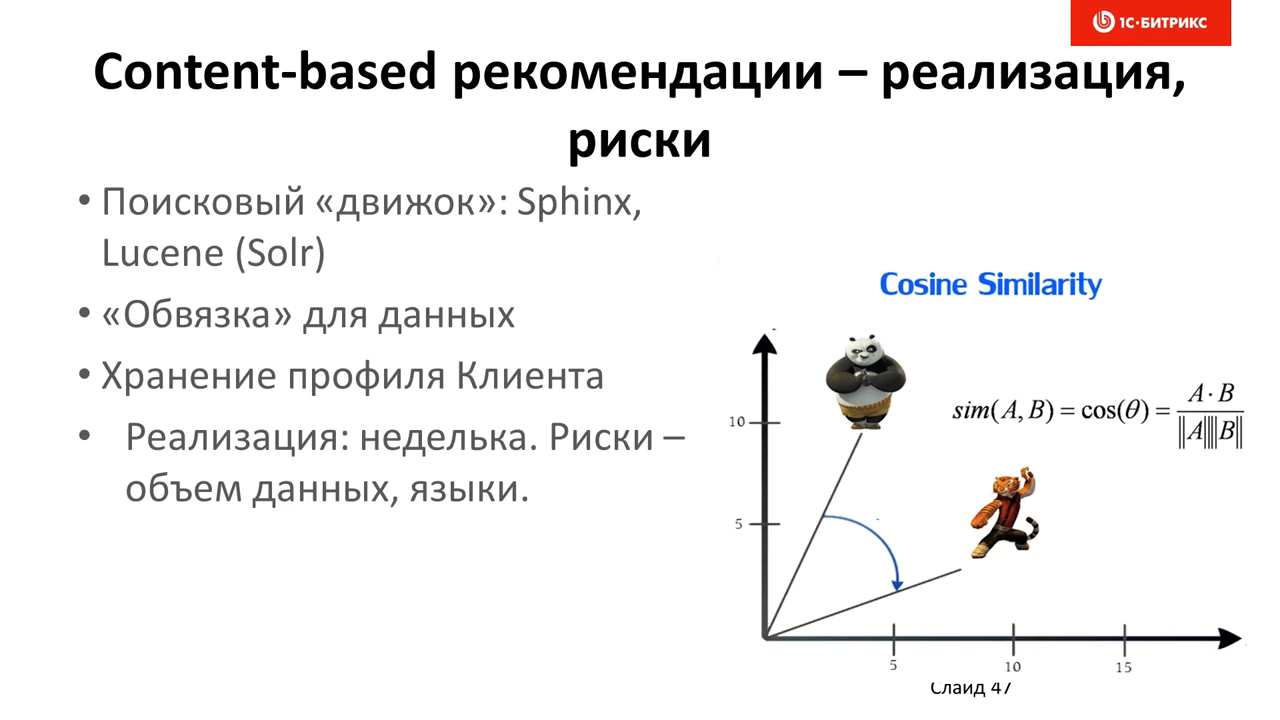 1С·БИТРИКС
Content-based рекомендации – реализация,
риски
• Поисковый «движок»: Sphinx,
Lucene (Solr)
• «Обвязка» для данных
• Хранение профиля Клиента
• Реализация: неделька. Риски –
объем данных, языки.
Cosine Similarity
sim(A, B) = cos(θ) = A · B / ‖A‖‖B‖
10
5
5
10
15
Слайд 47